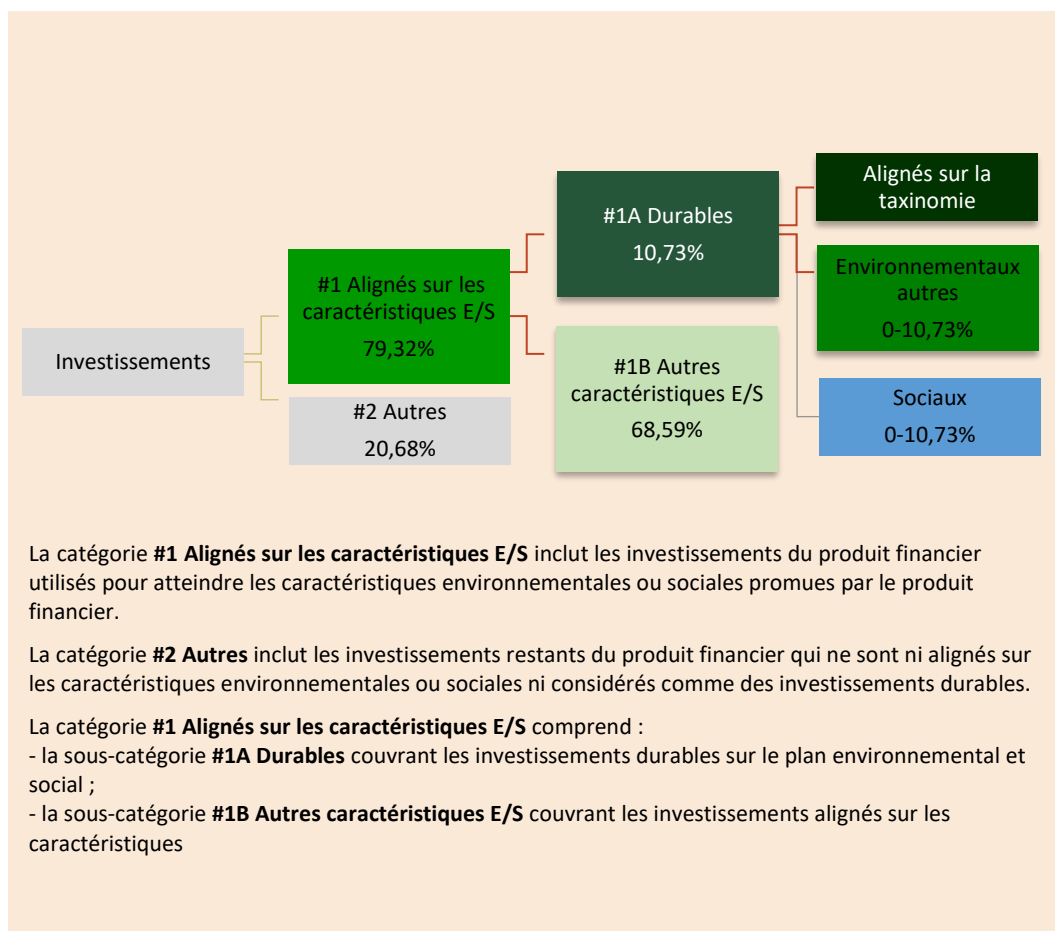 Investissements
#1 Alignés sur les
caractéristiques E/S
79,32%
#2 Autres
20,68%
#1A Durables
10,73%
#1B Autres
caractéristiques E/S
68,59%
Alignés sur la
taxinomie
Environnementaux
autres
0-10,73%
Sociaux
0-10,73%
La catégorie #1 Alignés sur les caractéristiques E/S inclut les investissements du produit financier
utilisés pour atteindre les caractéristiques environnementales ou sociales promues par le produit
financier.
La catégorie #2 Autres inclut les investissements restants du produit financier qui ne sont ni alignés sur
les caractéristiques environnementales ou sociales ni considérés comme des investissements durables.
La catégorie #1 Alignés sur les caractéristiques E/S comprend :
- la sous-catégorie #1A Durables couvrant les investissements durables sur le plan environnemental et
social ;
- la sous-catégorie #1B Autres caractéristiques E/S couvrant les investissements alignés sur les
caractéristiques